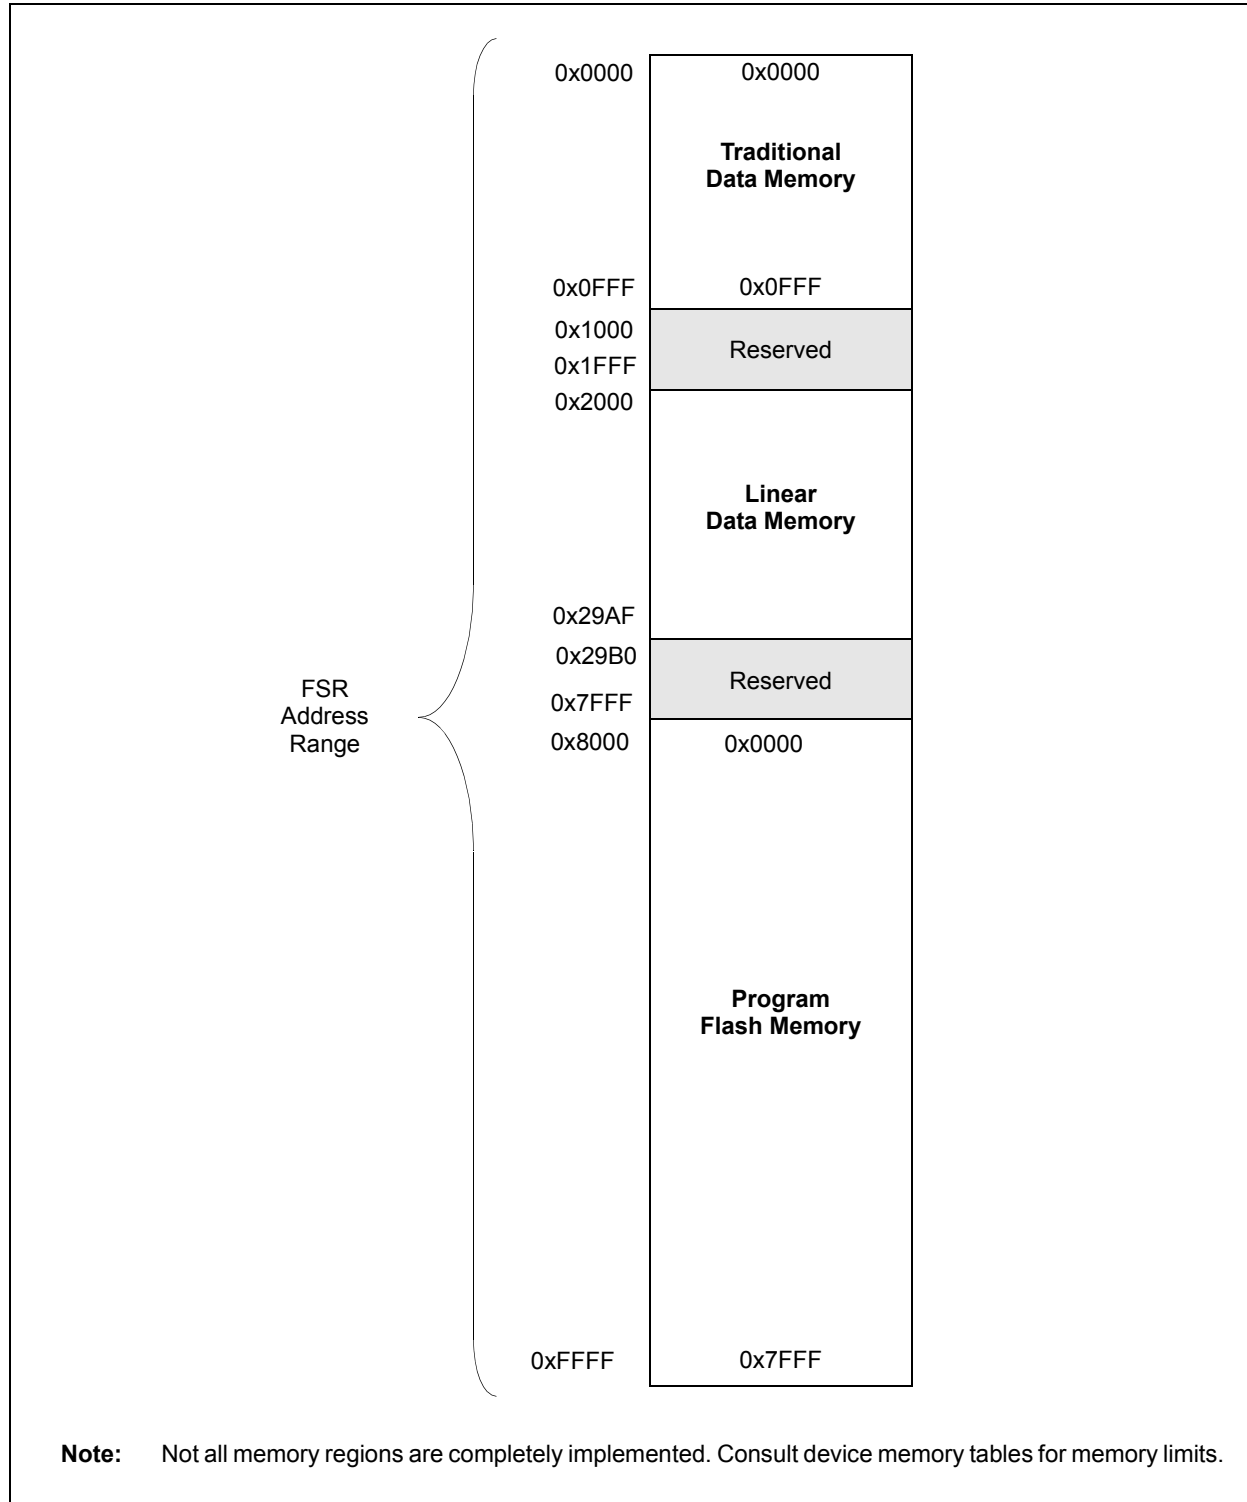 0x0000 0x0000
Traditional
Data Memory
0x0FFF 0x0FFF
0x1000
Reserved
0x1FFF
0x2000
Linear
Data Memory
0x29AF
0x29B0
Reserved
0x7FFF
FSR
Address
Range
0x8000 0x0000
Program
Flash Memory
0xFFFF 0x7FFF
Note: Not all memory regions are completely implemented. Consult device memory tables for memory limits.